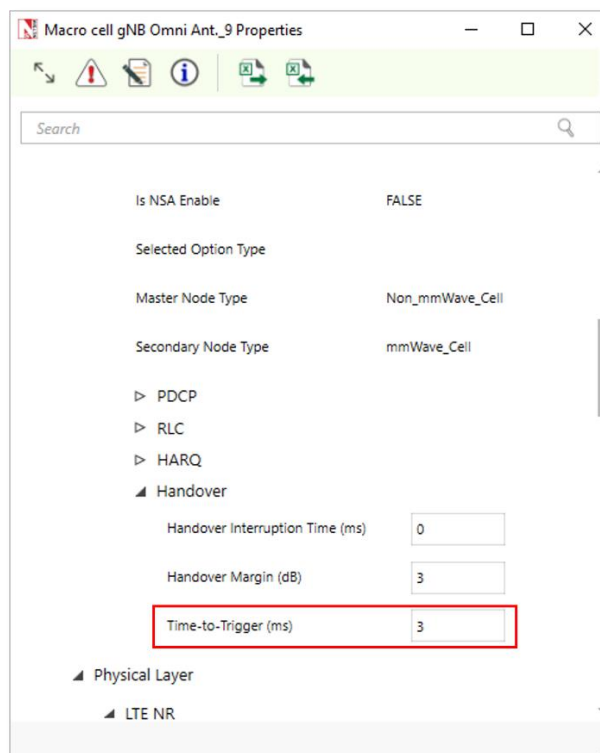 Macro cell gNB Omni Ant._9 Properties
Search
Is NSA Enable FALSE
Selected Option Type
Master Node Type Non_mmWave_Cell
Secondary Node Type mmWave_Cell
PDCP
RLC
HARQ
Handover
Handover Interruption Time (ms) 0
Handover Margin (dB) 3
Time-to-Trigger (ms) 3
Physical Layer
LTE NR